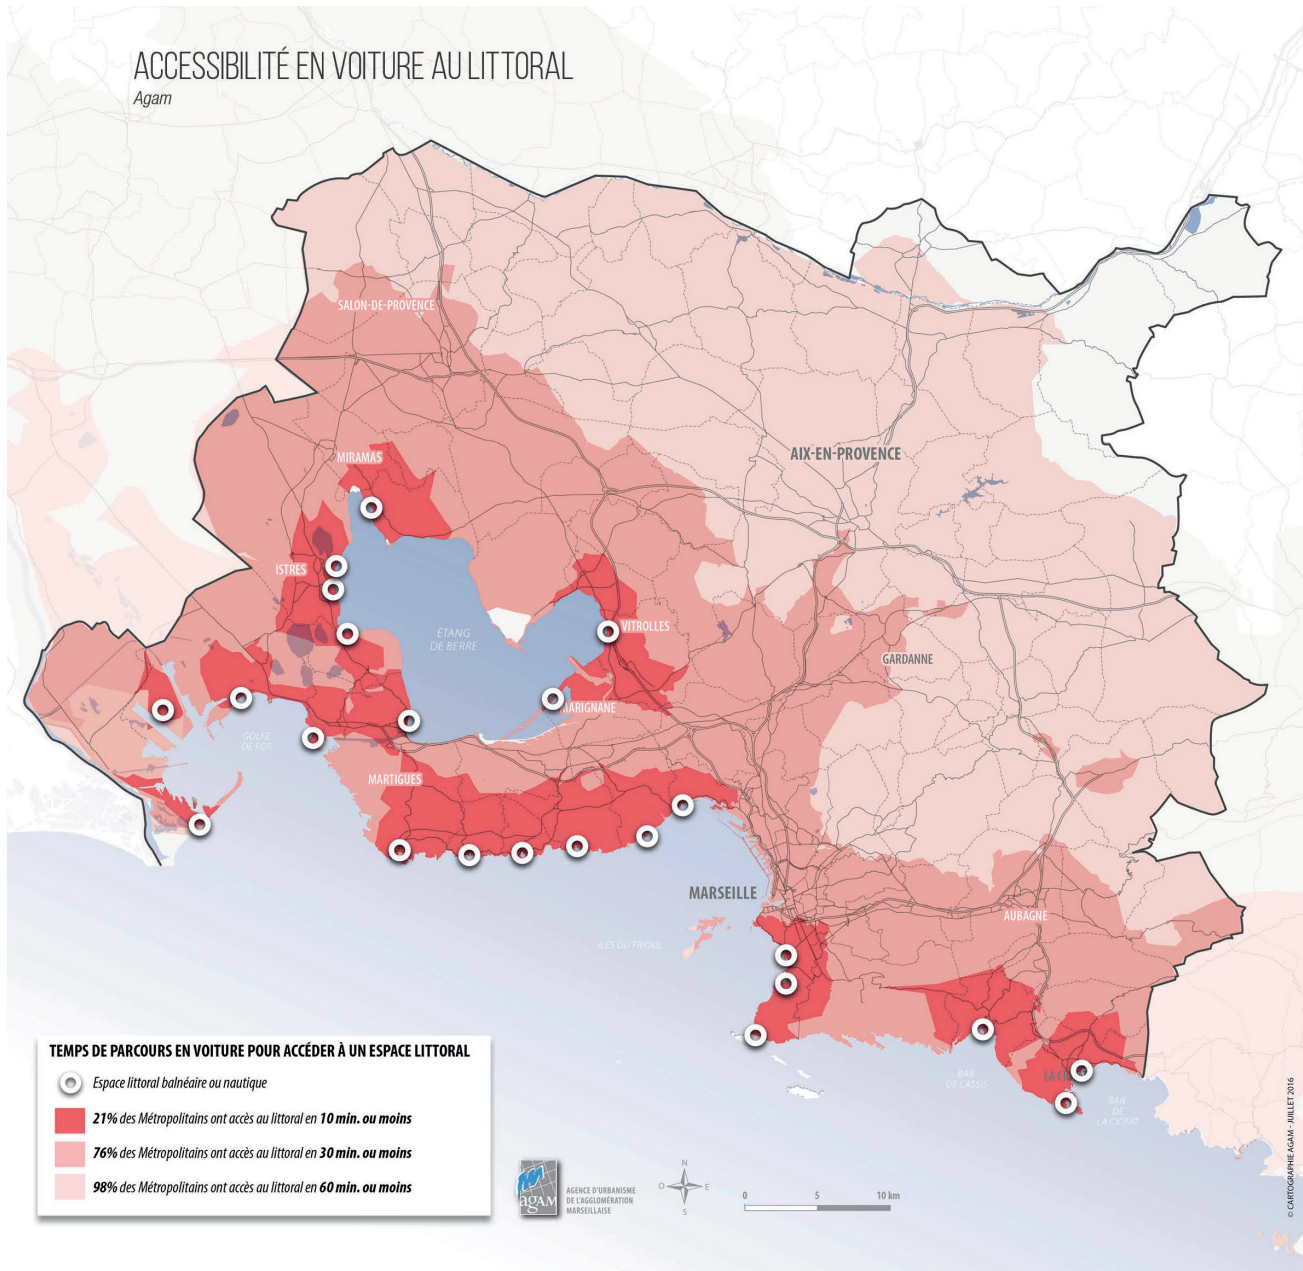 ACCESSIBILITÉ EN VOITURE AU LITTORAL
Agam
SALON-DE-PROVENCE
MIRAMAS
AIX-EN-PROVENCE
ISTRES
ÉTANG
DE BERRE
VITROLLES
GARDANNE
MARIGNANE
GOLFE
DE FOS
MARTIGUES
MARSEILLE
AUBAGNE
ILES DU FRIOUL
BAIE
DE CASSIS
LA CIOTAT
BAIE
DE
LA CIOTAT
TEMPS DE PARCOURS EN VOITURE POUR ACCÉDER À UN ESPACE LITTORAL
Espace littoral balnéaire ou nautique
21% des Métropolitains ont accès au littoral en 10 min. ou moins
76% des Métropolitains ont accès au littoral en 30 min. ou moins
98% des Métropolitains ont accès au littoral en 60 min. ou moins
agAM
AGENCE D'URBANISME
DE L'AGGLOMÉRATION
MARSEILLAISE
N
O
E
S
0 5 10 km
© CARTOGRAPHIE AGAM - JUILLET 2016